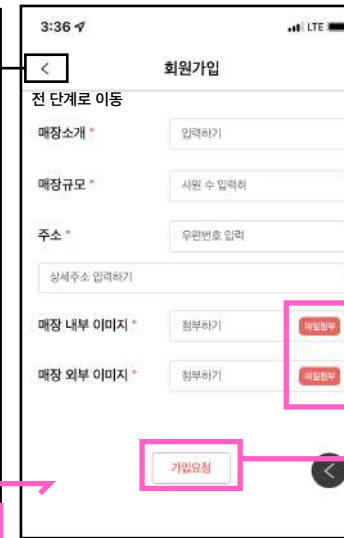 3:36
LTE
회원가입
전 단계로 이동
매장소개 * 입력하기
매장규모 * 사원 수 입력하
주소 * 우편번호 입력
상세주소 입력하기
매장 내부 이미지 * 첨부하기 파일첨부
매장 외부 이미지 * 첨부하기 파일첨부
가입요청